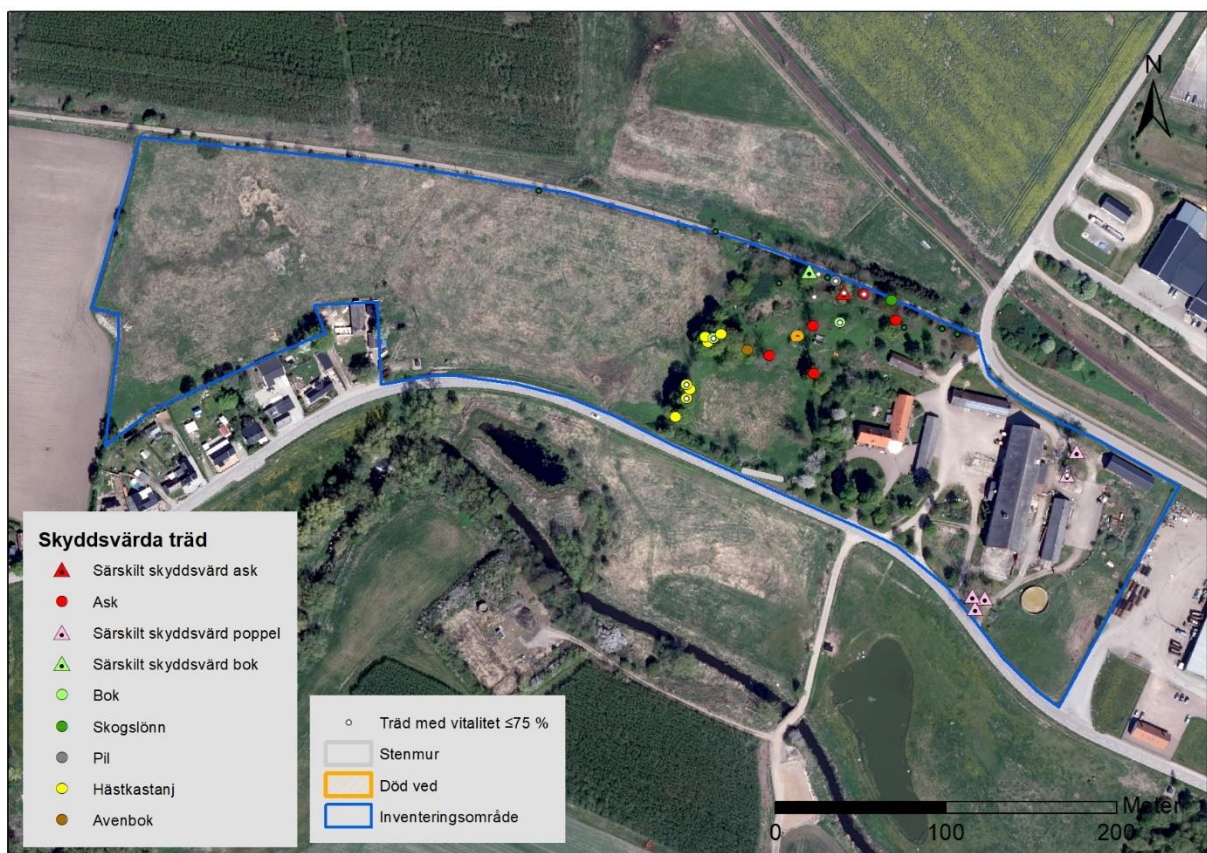 N
Skyddsvärda träd
Särskilt skyddsvärd ask
Ask
Särskilt skyddsvärd poppel
Särskilt skyddsvärd bok
Bok
Skogslönn
Pil
Hästkastanj
Avenbok
Träd med vitalitet ≤75 %
Stenmur
Död ved
Inventeringsområde
Meter
0 100 200